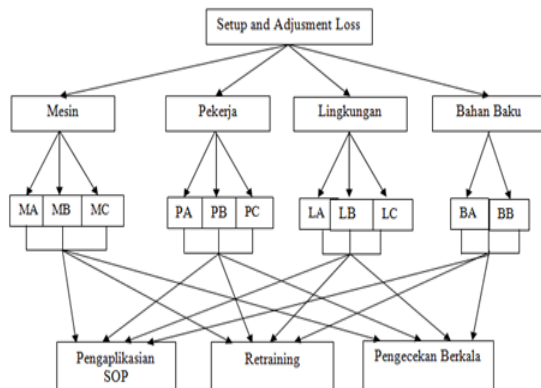 Setup and Adjusment Loss
Mesin
Pekerja
Lingkungan
Bahan Baku
MA MB MC
PA PB PC
LA LB LC
BA BB
Pengaplikasian
SOP
Retraining
Pengecekan Berkala